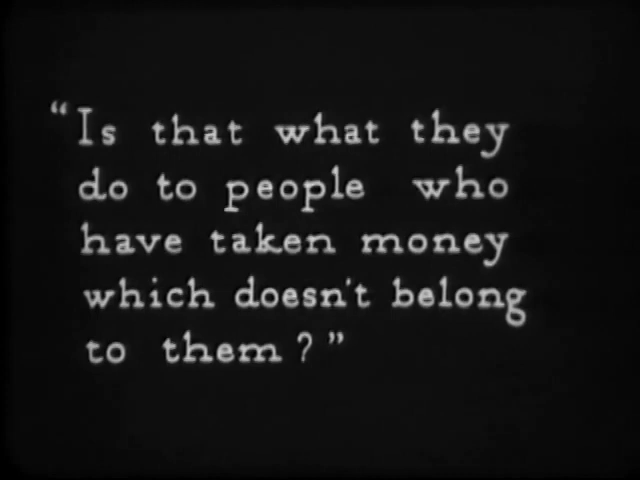 “Is that what they
do to people who
have taken money
which doesn't belong
to them?”